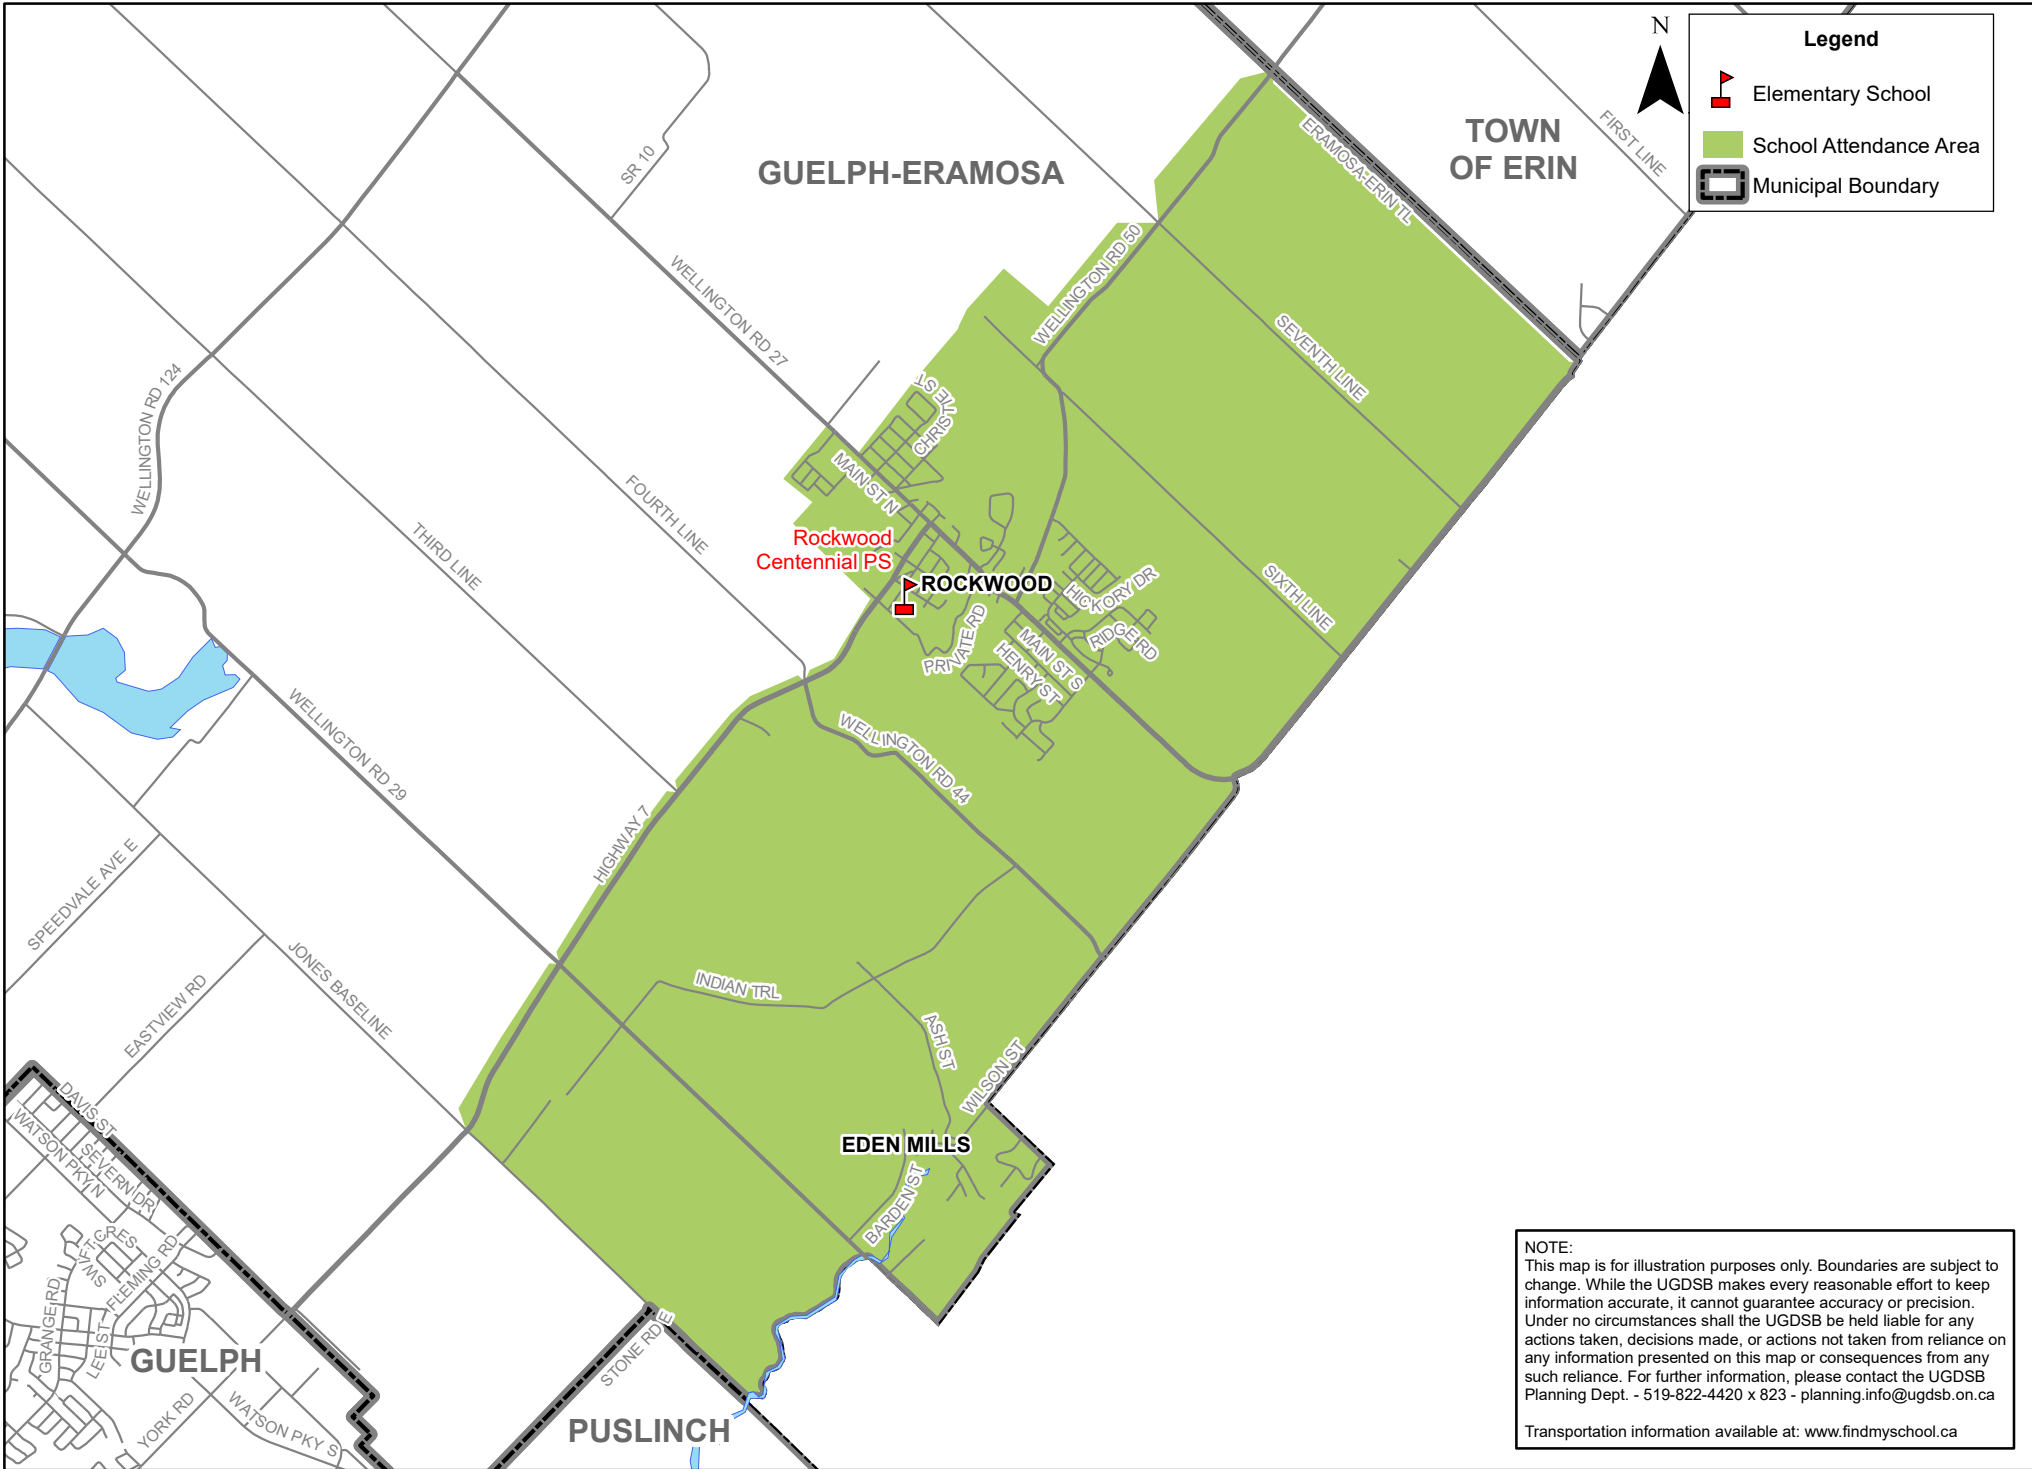 N
Legend
Elementary School
School Attendance Area
Municipal Boundary
TOWN
OF ERIN
GUELPH-ERAMOSA
FIRST LINE
ERAMOSA-ERIN TL
SR 10
WELLINGTON RD 50
WELLINGTON RD 27
SEVENTH LINE
WELLINGTON RD 124
CHRISTIE ST
MAIN ST N
FOURTH LINE
THIRD LINE
Rockwood
Centennial PS
ROCKWOOD
HICKORY DR
SIXTH LINE
PRIVATE RD
RIDGE RD
MAIN ST S
HENRY ST
WELLINGTON RD 44
WELLINGTON RD 29
HIGHWAY 7
SPEEDVALE AVE E
JONES BASELINE
EASTVIEW RD
INDIAN TRL
ASH ST
WILSON ST
EDEN MILLS
BARDEN ST
DAVIS ST
WATSON PKY N
SEVERN DR
FLEMING RD
GRANGE RD
LEE ST
GUELPH
YORK RD
WATSON PKY S
STONE RD E
PUSLINCH
NOTE:
This map is for illustration purposes only. Boundaries are subject to
change. While the UGDSB makes every reasonable effort to keep
information accurate, it cannot guarantee accuracy or precision.
Under no circumstances shall the UGDSB be held liable for any
actions taken, decisions made, or actions not taken from reliance on
any information presented on this map or consequences from any
such reliance. For further information, please contact the UGDSB
Planning Dept. - 519-822-4420 x 823 - planning.info@ugdsb.on.ca
Transportation information available at: www.findmyschool.ca